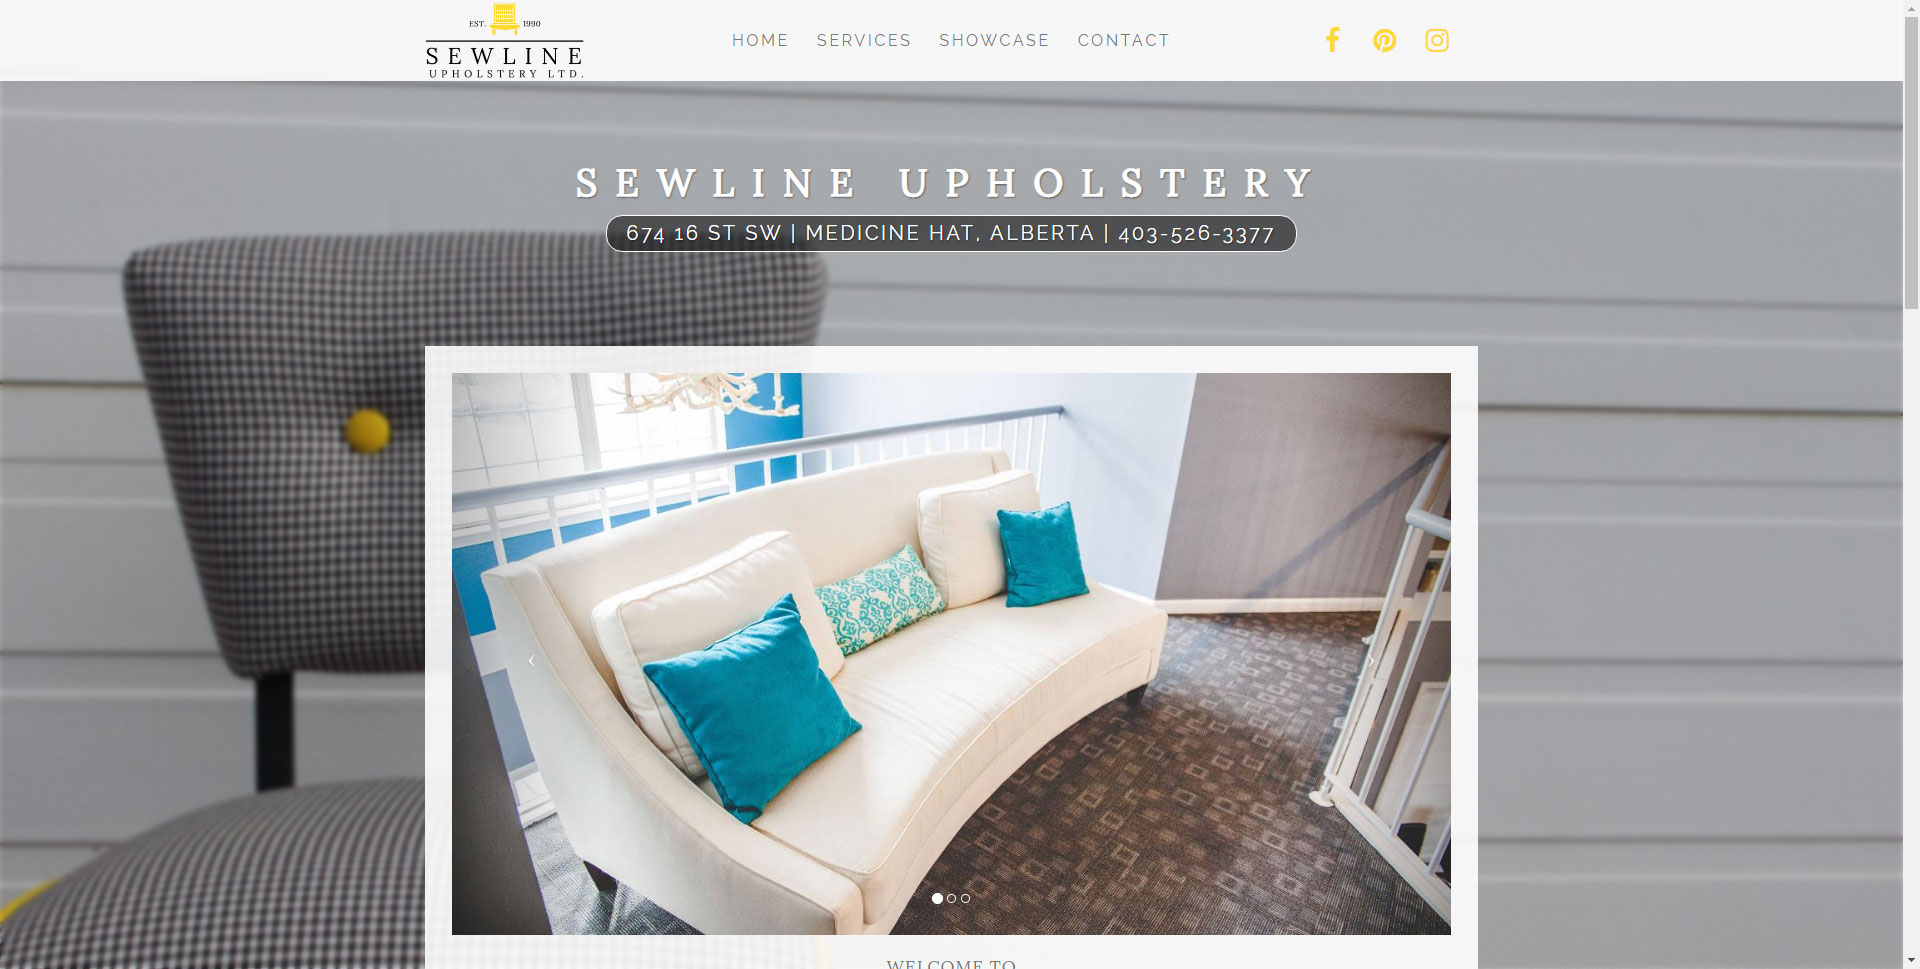 EST. 1990
SEWLINE
UPHOLSTERY LTD.
HOME SERVICES SHOWCASE CONTACT
SEWLINE UPHOLSTERY
674 16 ST SW | MEDICINE HAT, ALBERTA | 403-526-3377
WELCOME TO